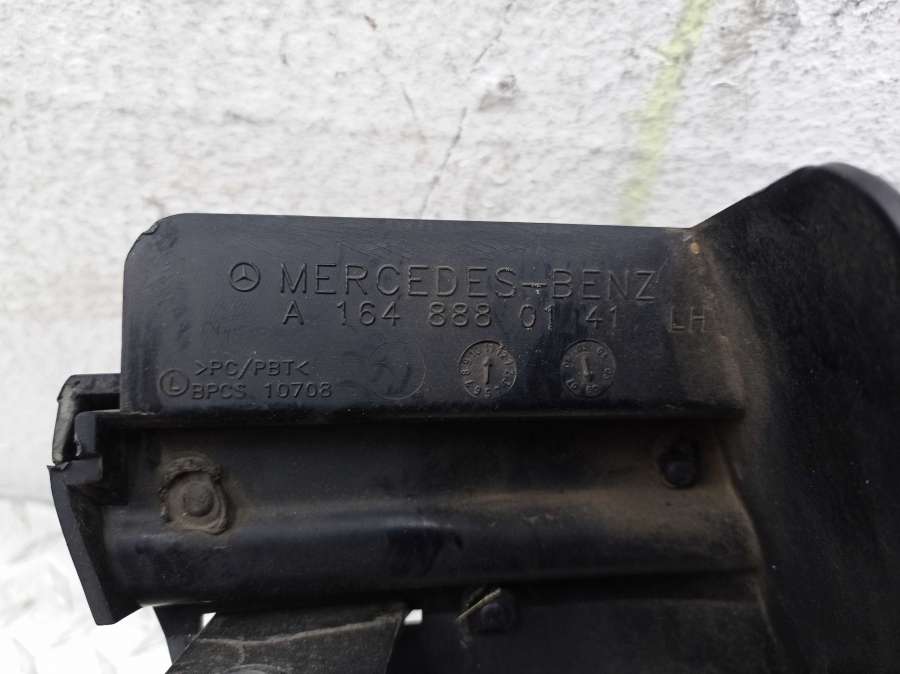 MERCEDES-BENZ
A 164 888 01 41 LH
>PC/PBT<
L BPCS 10708